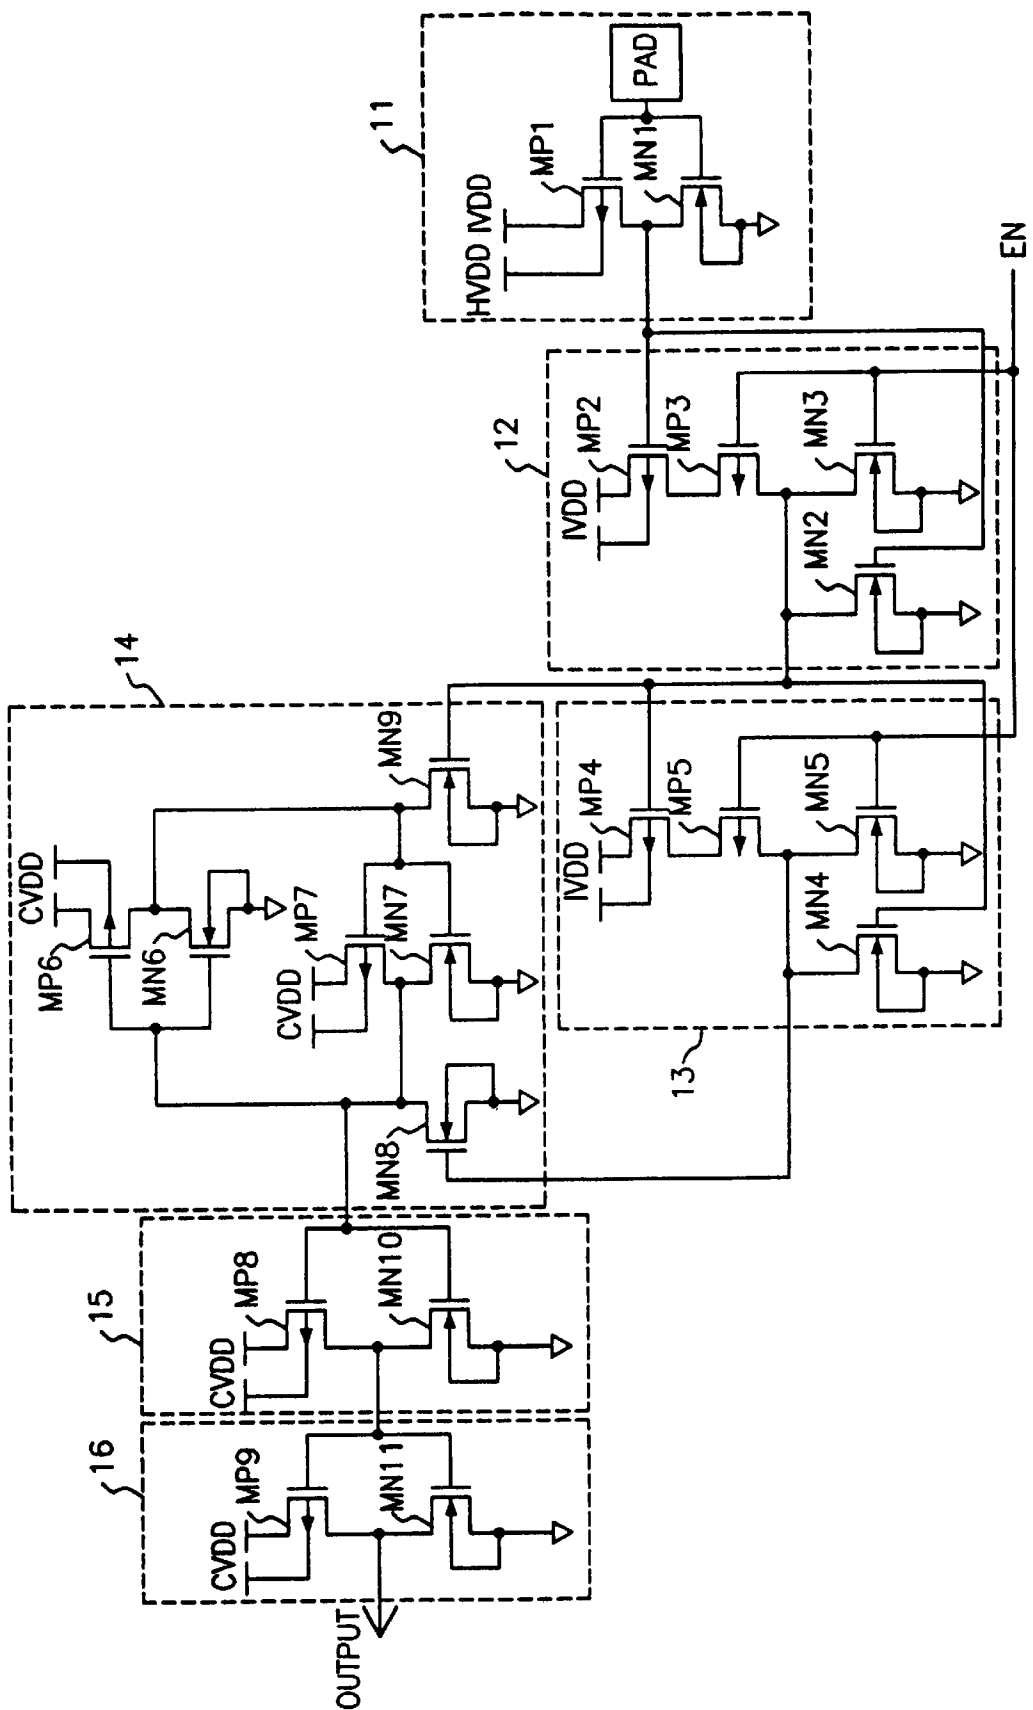 11
HVDD
IVDD
MP1
MN1
PAD
12
IVDD
MP2
MP3
MN2
MN3
EN
14
CVDD
MP6
MN6
CVDD
MP7
MN7
MN8
MN9
13
IVDD
MP4
MP5
MN4
MN5
15
CVDD
MP8
MN10
16
CVDD
MP9
MN11
OUTPUT